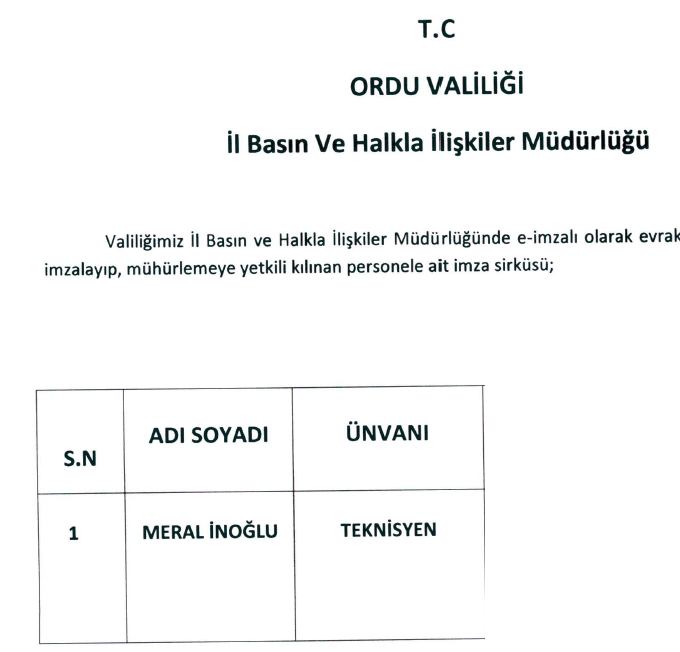 T.C
ORDU VALİLİĞİ
İl Basın Ve Halkla İlişkiler Müdürlüğü
Valiliğimiz İl Basın ve Halkla İlişkiler Müdürlüğünde e-imzalı olarak evrak
imzalayıp, mühürlemeye yetkili kılınan personele ait imza sirküsü;
S.N ADI SOYADI ÜNVANI
1 MERAL İNOĞLU TEKNİSYEN